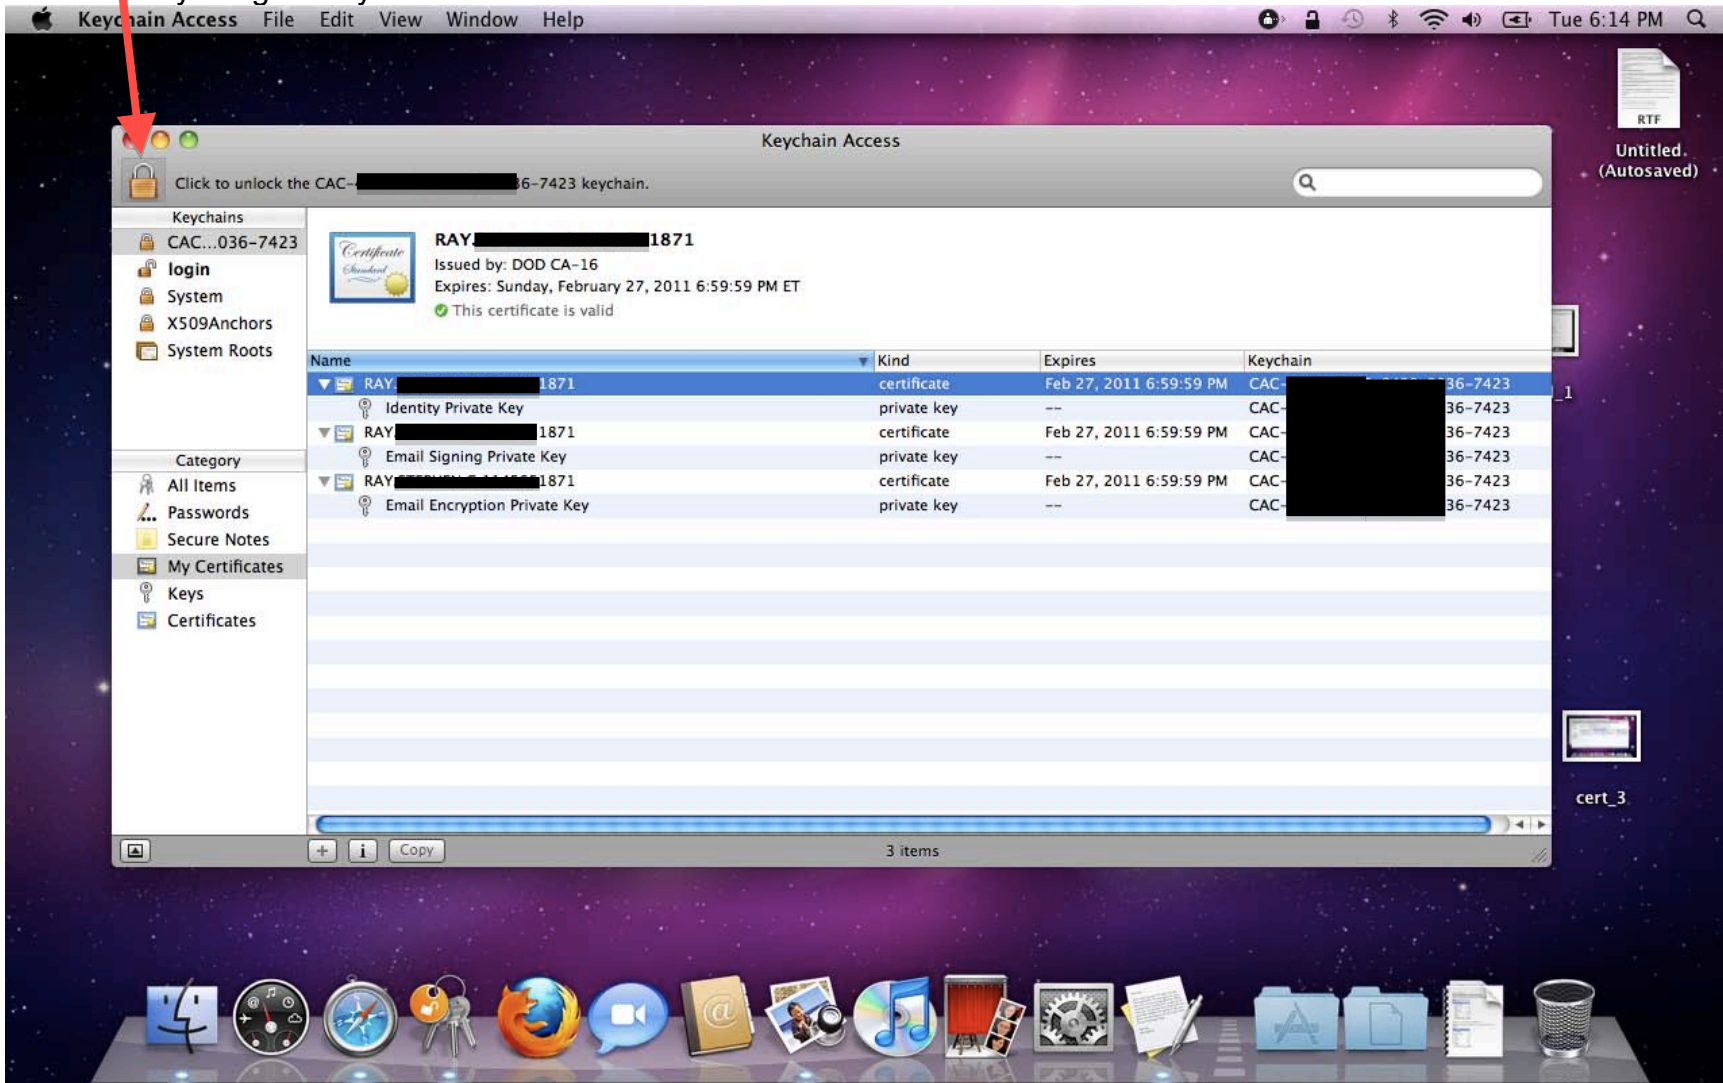 Keychain Access File Edit View Window Help Tue 6:14 PM
RTF
Untitled
(Autosaved)
Keychain Access
Click to unlock the CAC- 36-7423 keychain.
Keychains
CAC...036-7423
login
System
X509Anchors
System Roots
RAY. 1871
Issued by: DOD CA-16
Expires: Sunday, February 27, 2011 6:59:59 PM ET
This certificate is valid
Name Kind Expires Keychain
RAY. 1871 certificate Feb 27, 2011 6:59:59 PM CAC- 36-7423
Identity Private Key private key -- CAC- 36-7423
RAY. 1871 certificate Feb 27, 2011 6:59:59 PM CAC- 36-7423
Email Signing Private Key private key -- CAC- 36-7423
RAY 1871 certificate Feb 27, 2011 6:59:59 PM CAC- 36-7423
Email Encryption Private Key private key -- CAC- 36-7423
Category
All Items
Passwords
Secure Notes
My Certificates
Keys
Certificates
_1
cert_3
Copy
3 items